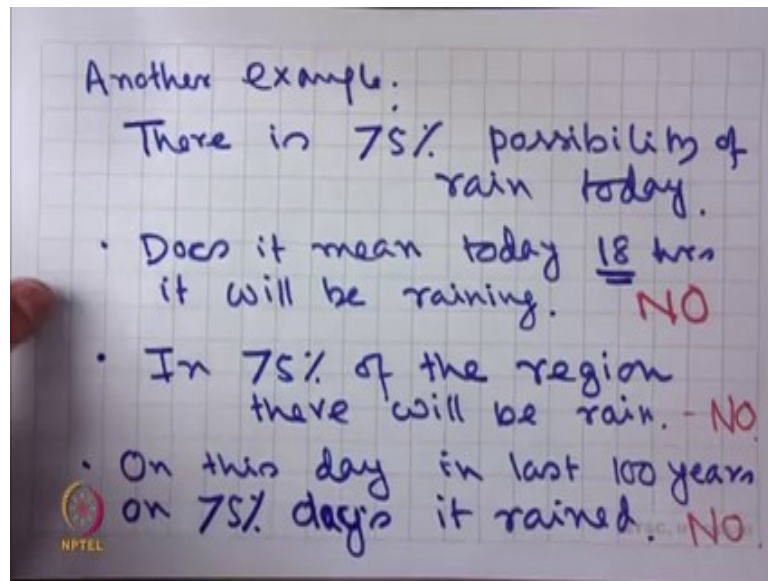 Another example:
There is 75% possibility of
rain today.
• Does it mean today 18 hrs
it will be raining. NO
• In 75% of the region
there will be rain. - NO
• On this day in last 100 years
on 75% days it rained. NO
NPTEL